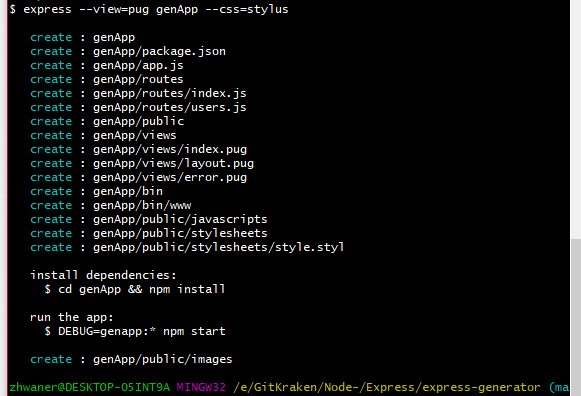 $ express --view=pug genApp --css=stylus
create : genApp
create : genApp/package.json
create : genApp/app.js
create : genApp/routes
create : genApp/routes/index.js
create : genApp/routes/users.js
create : genApp/public
create : genApp/views
create : genApp/views/index.pug
create : genApp/views/layout.pug
create : genApp/views/error.pug
create : genApp/bin
create : genApp/bin/www
create : genApp/public/javascripts
create : genApp/public/stylesheets
create : genApp/public/stylesheets/style.styl
install dependencies:
$ cd genApp && npm install
run the app:
$ DEBUG=genapp:* npm start
create : genApp/public/images
zhwaner@DESKTOP-O5INT9A MINGW32 /e/GitKraken/Node-/Express/express-generator (ma